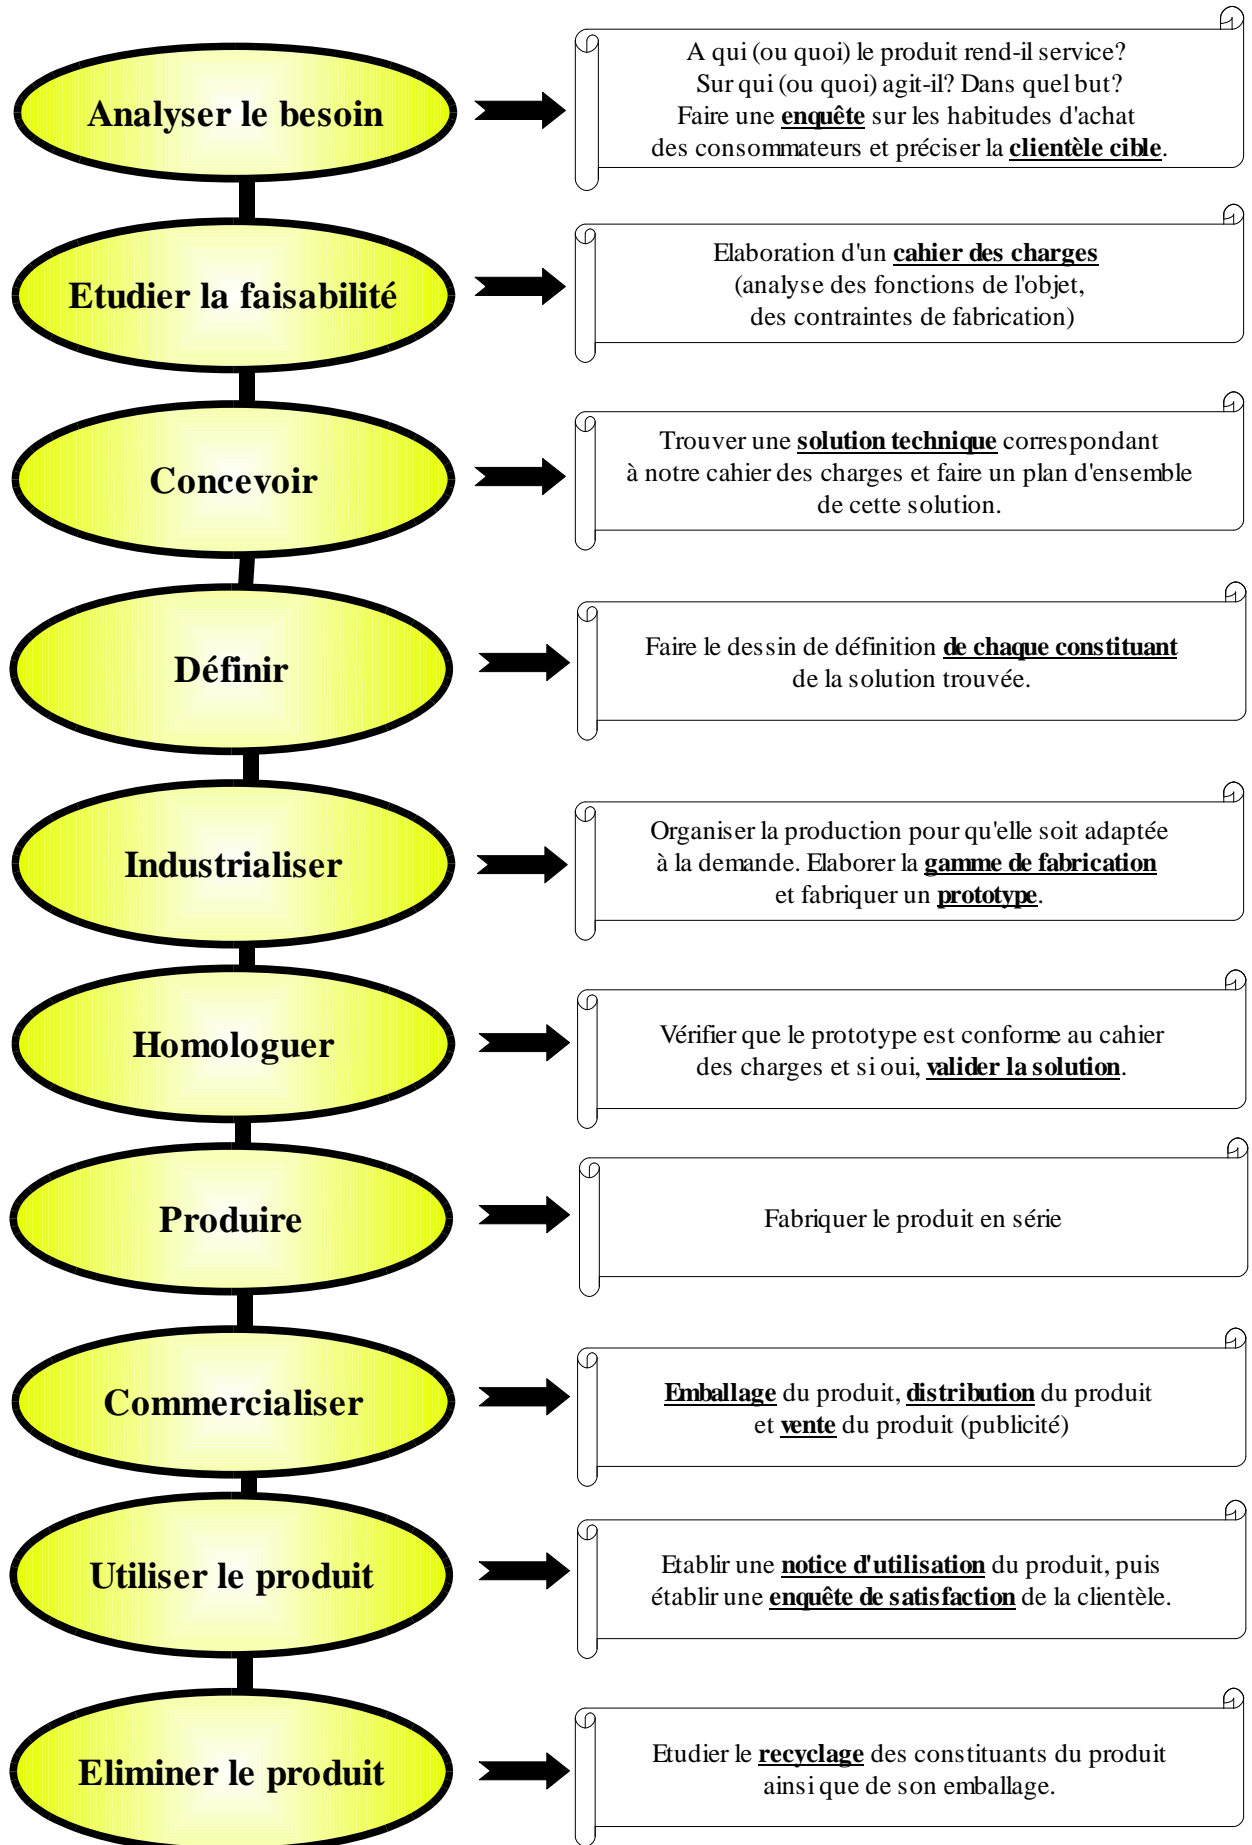 Analyser le besoin
A qui (ou quoi) le produit rend-il service?
Sur qui (ou quoi) agit-il? Dans quel but?
Faire une enquête sur les habitudes d'achat
des consommateurs et préciser la clientèle cible.
Etudier la faisabilité
Elaboration d'un cahier des charges
(analyse des fonctions de l'objet,
des contraintes de fabrication)
Concevoir
Trouver une solution technique correspondant
à notre cahier des charges et faire un plan d'ensemble
de cette solution.
Définir
Faire le dessin de définition de chaque constituant
de la solution trouvée.
Industrialiser
Organiser la production pour qu'elle soit adaptée
à la demande. Elaborer la gamme de fabrication
et fabriquer un prototype.
Homologuer
Vérifier que le prototype est conforme au cahier
des charges et si oui, valider la solution.
Produire
Fabriquer le produit en série
Commercialiser
Emballage du produit, distribution du produit
et vente du produit (publicité)
Utiliser le produit
Etablir une notice d'utilisation du produit, puis
établir une enquête de satisfaction de la clientèle.
Eliminer le produit
Etudier le recyclage des constituants du produit
ainsi que de son emballage.